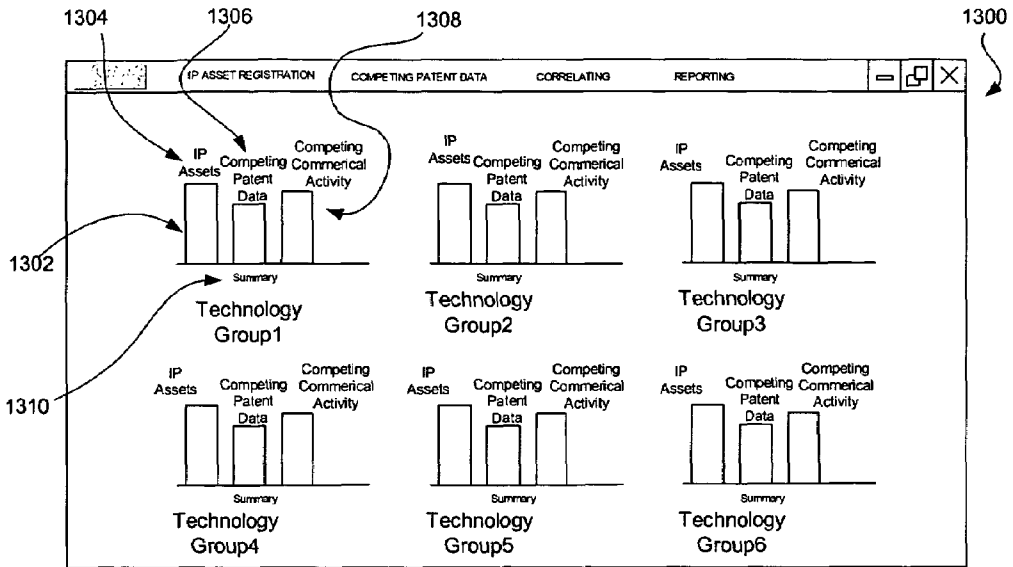 1304
1306
1308
1300
IP ASSET REGISTRATION COMPETING PATENT DATA CORRELATING REPORTING
IP
Assets
Competing
Patent
Data
Competing
Commerical
Activity
Summary
Technology
Group1
IP
Assets
Competing
Patent
Data
Competing
Commerical
Activity
Summary
Technology
Group2
IP
Assets
Competing
Patent
Data
Competing
Commerical
Activity
Summary
Technology
Group3
1302
1310
IP
Assets
Competing
Patent
Data
Competing
Commerical
Activity
Summary
Technology
Group4
IP
Assets
Competing
Patent
Data
Competing
Commerical
Activity
Summary
Technology
Group5
IP
Assets
Competing
Patent
Data
Competing
Commerical
Activity
Summary
Technology
Group6